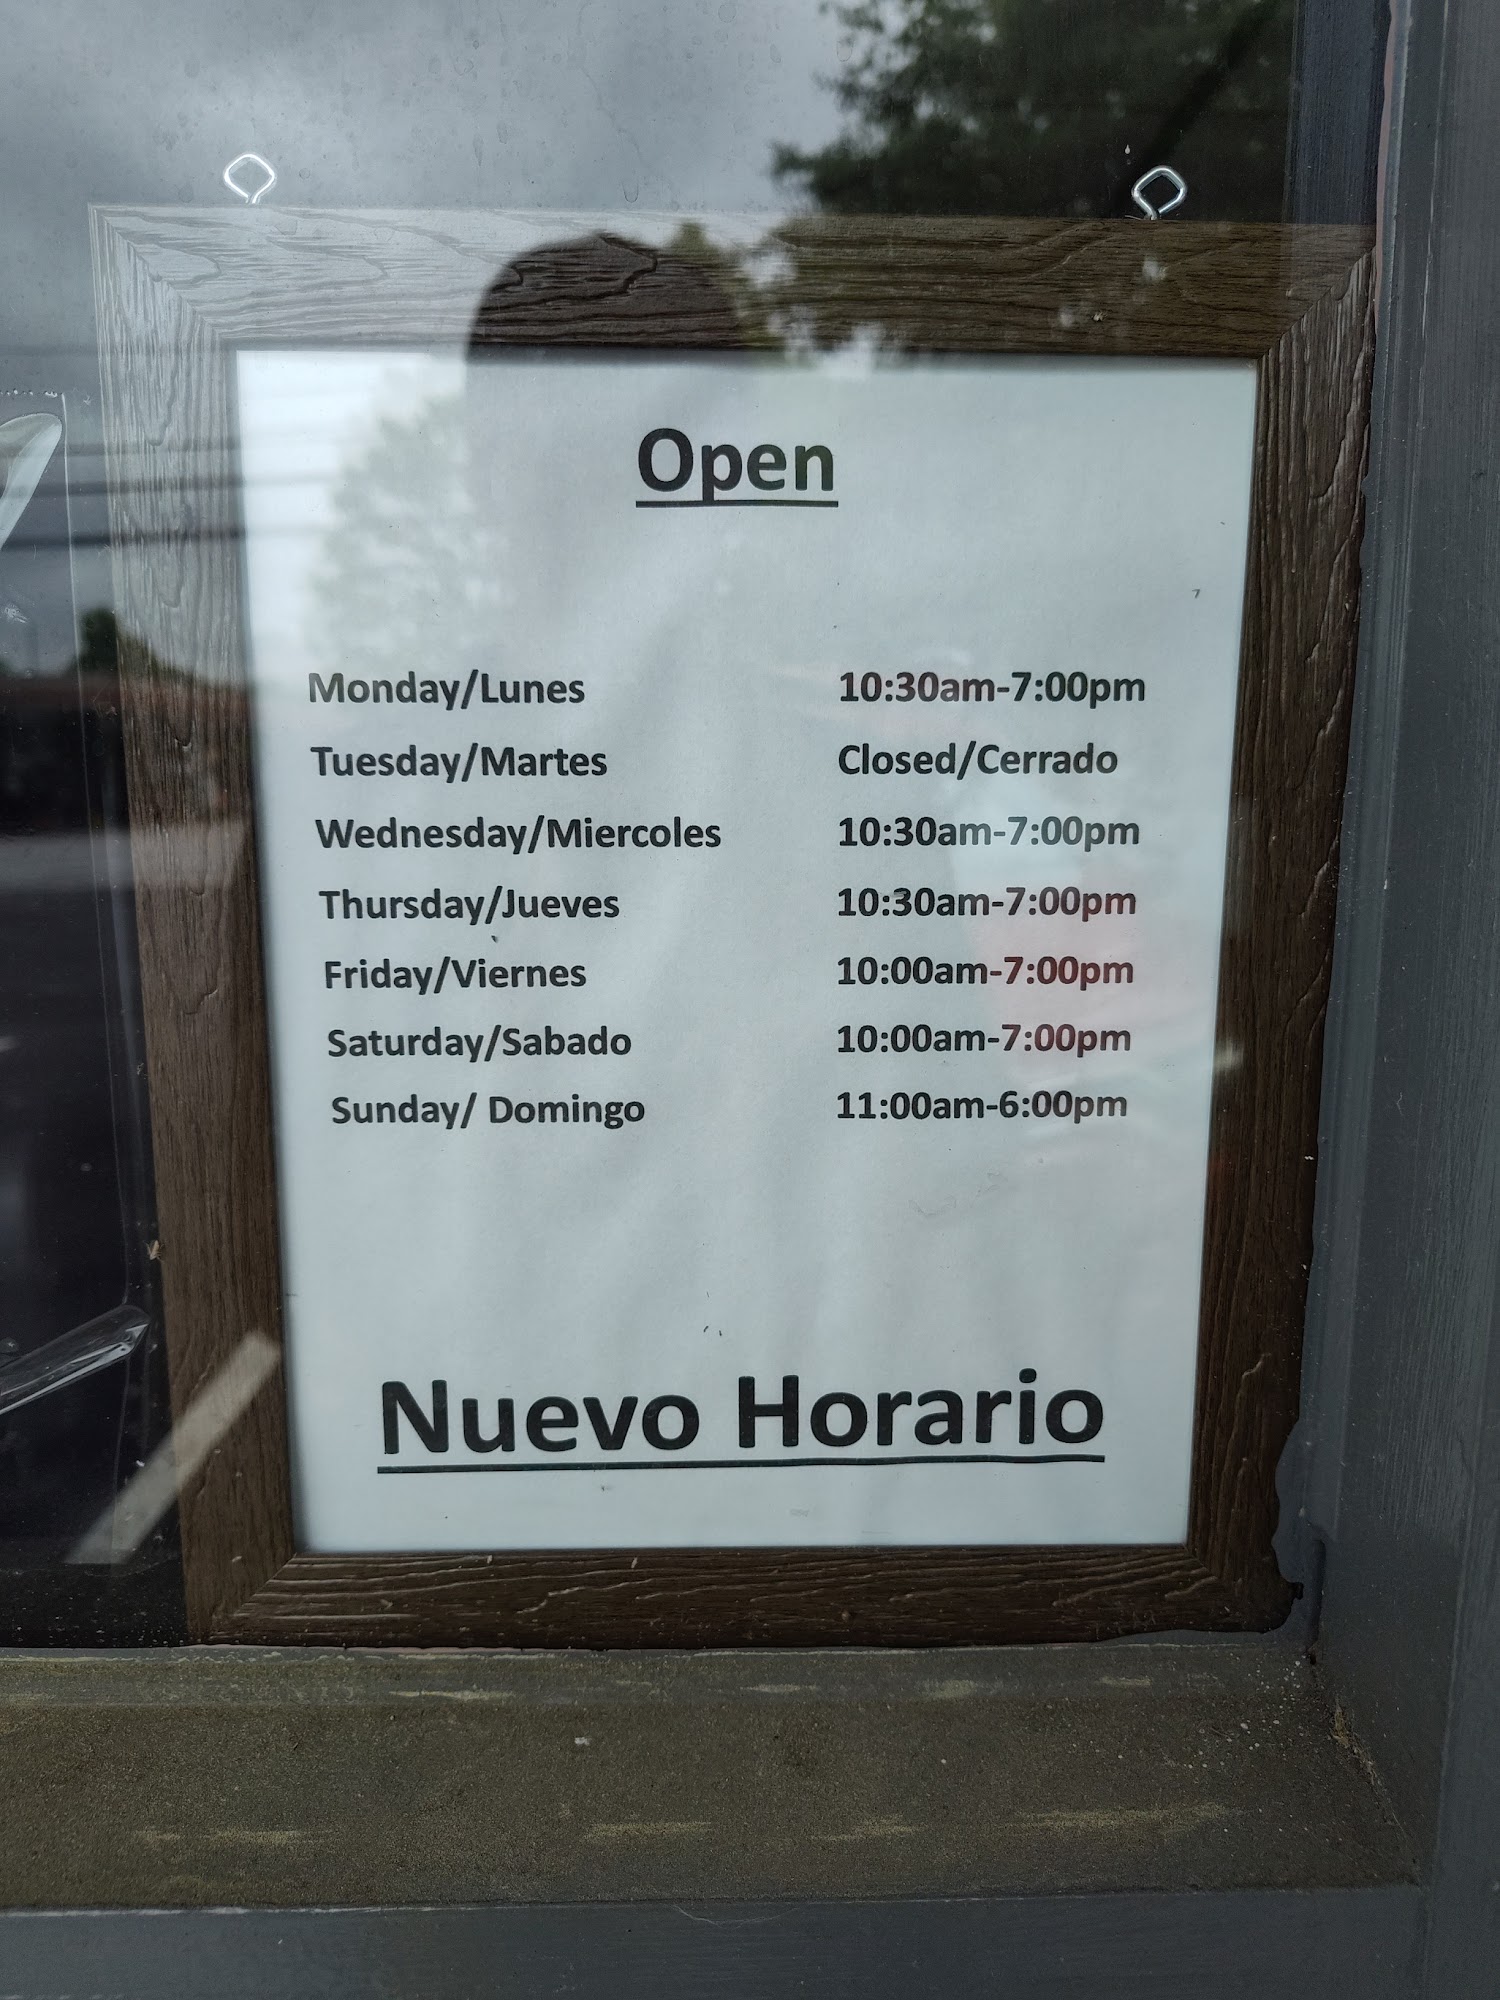 Open
Monday/Lunes 10:30am-7:00pm
Tuesday/Martes Closed/Cerrado
Wednesday/Miercoles 10:30am-7:00pm
Thursday/Jueves 10:30am-7:00pm
Friday/Viernes 10:00am-7:00pm
Saturday/Sabado 10:00am-7:00pm
Sunday/ Domingo 11:00am-6:00pm
Nuevo Horario